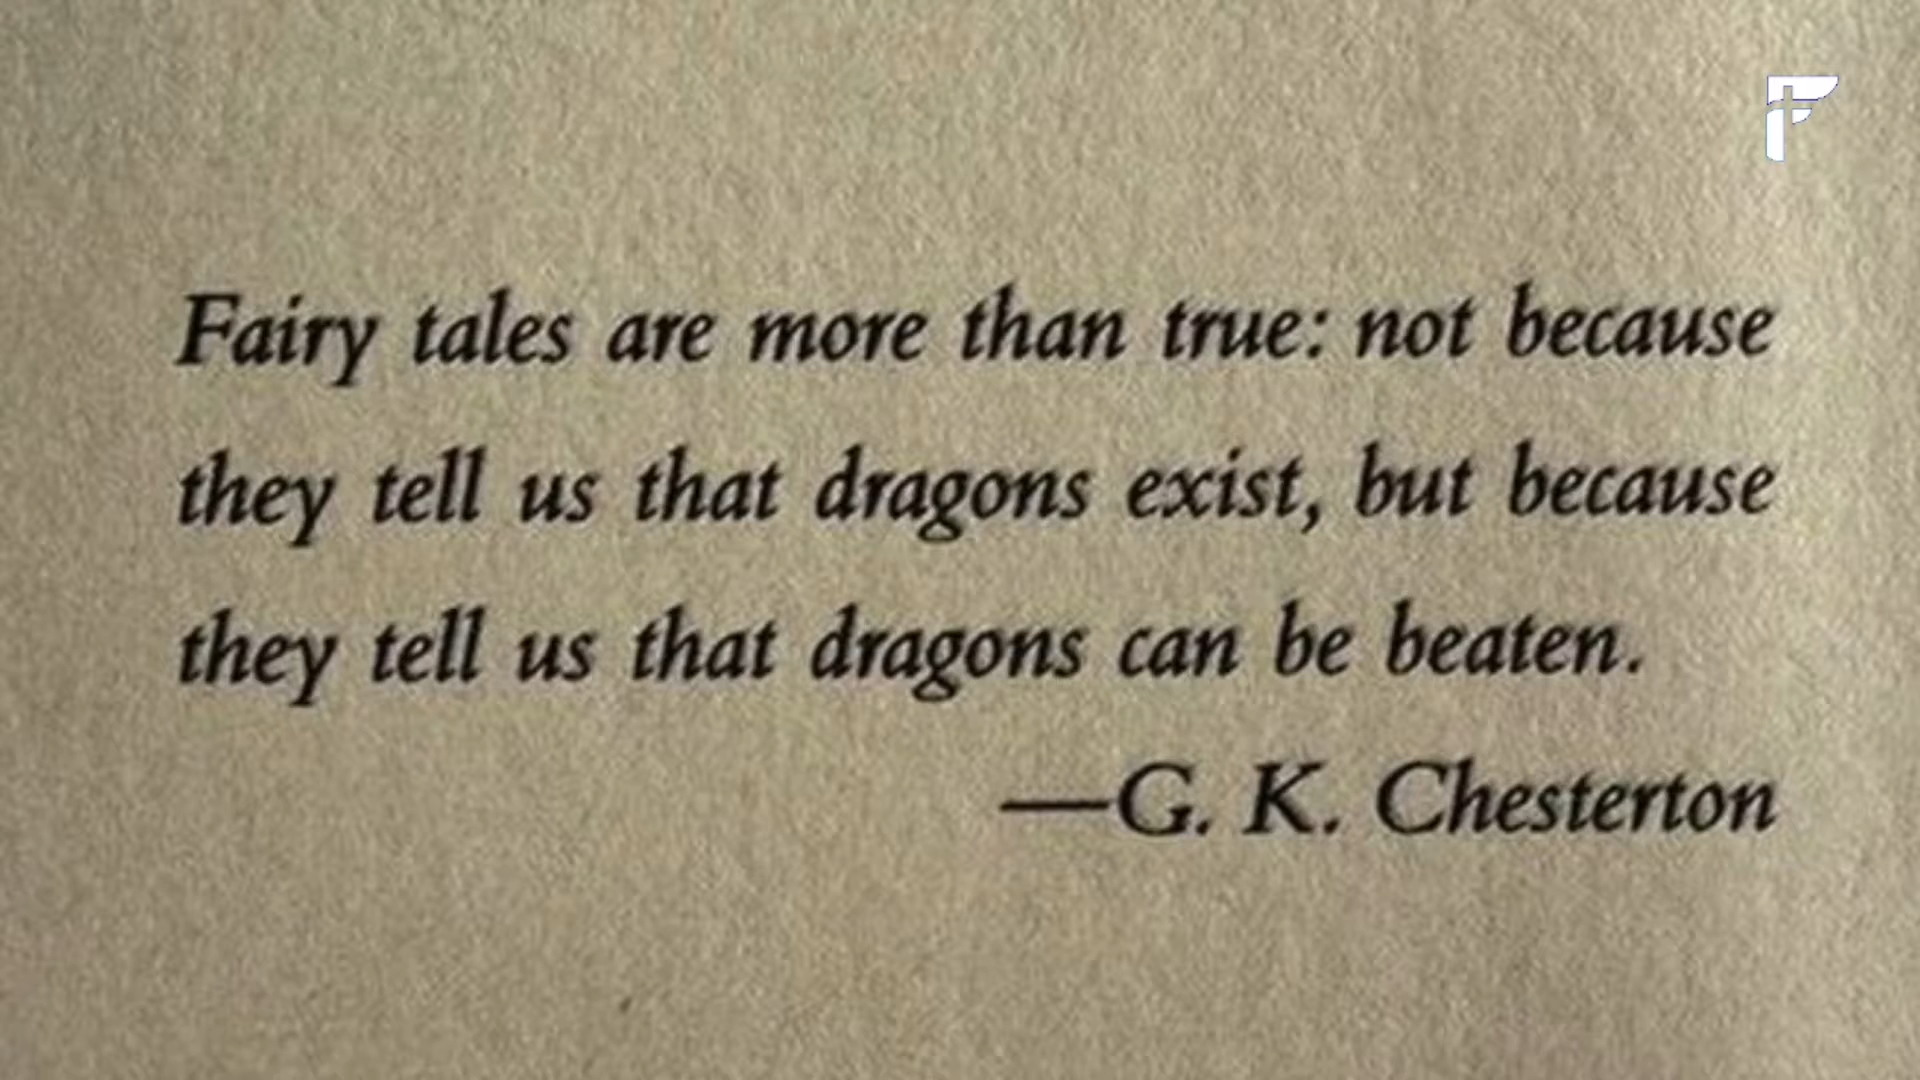 Fairy tales are more than true: not because
they tell us that dragons exist, but because
they tell us that dragons can be beaten.
—G. K. Chesterton